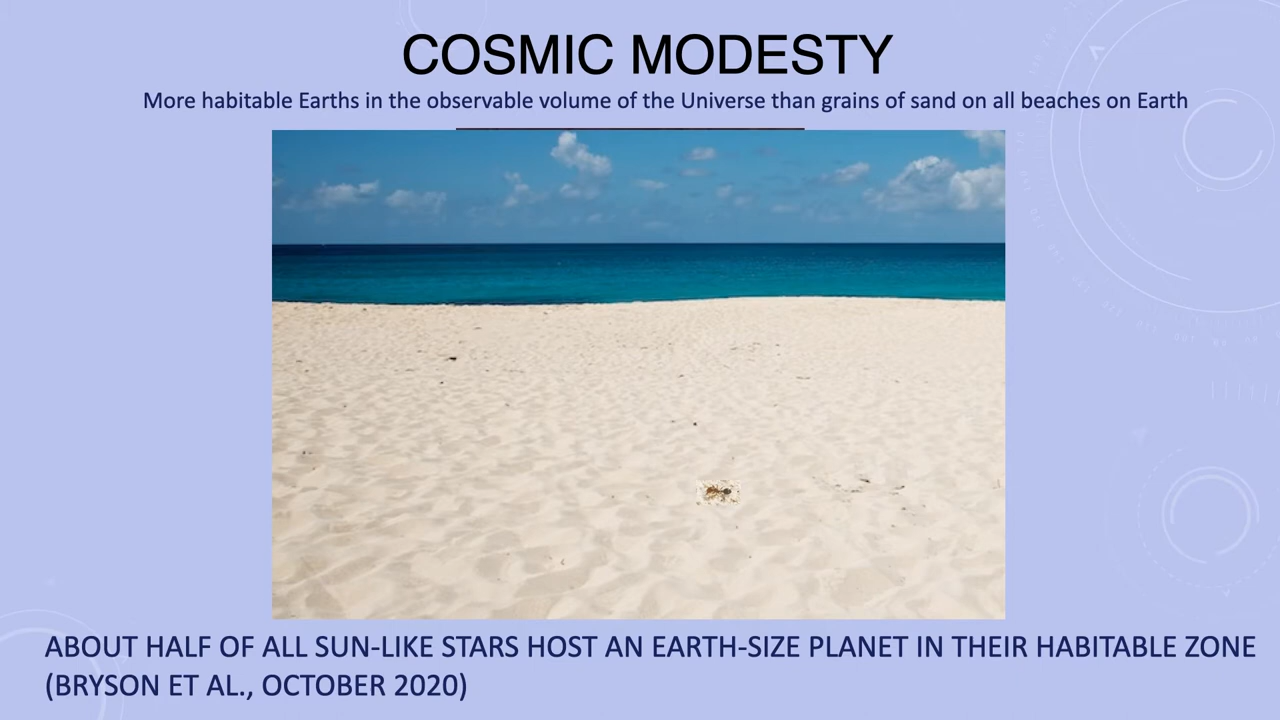 COSMIC MODESTY
More habitable Earths in the observable volume of the Universe than grains of sand on all beaches on Earth
ABOUT HALF OF ALL SUN-LIKE STARS HOST AN EARTH-SIZE PLANET IN THEIR HABITABLE ZONE
(BRYSON ET AL., OCTOBER 2020)